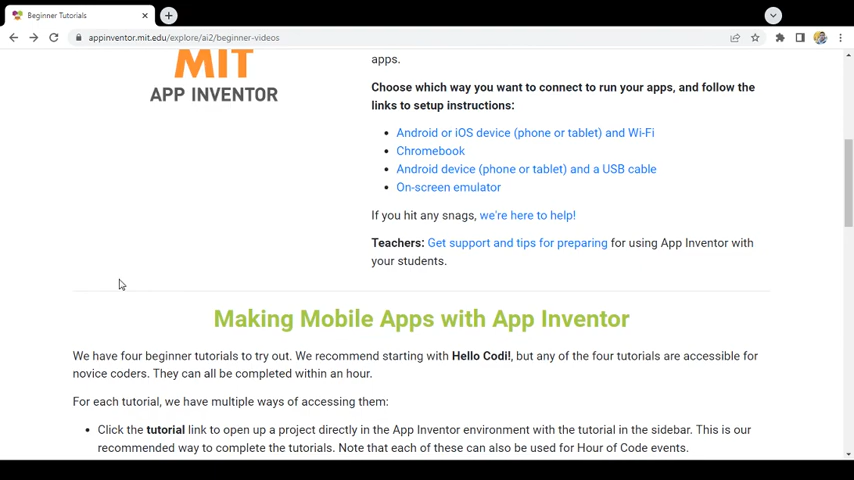 Beginner Tutorials
appinventor.mit.edu/explore/ai2/beginner-videos
MIT
APP INVENTOR
apps.
Choose which way you want to connect to run your apps, and follow the
links to setup instructions:
Android or iOS device (phone or tablet) and Wi-Fi
Chromebook
Android device (phone or tablet) and a USB cable
On-screen emulator
If you hit any snags, we're here to help!
Teachers: Get support and tips for preparing for using App Inventor with
your students.
Making Mobile Apps with App Inventor
We have four beginner tutorials to try out. We recommend starting with Hello Codi!, but any of the four tutorials are accessible for
novice coders. They can all be completed within an hour.
For each tutorial, we have multiple ways of accessing them:
Click the tutorial link to open up a project directly in the App Inventor environment with the tutorial in the sidebar. This is our
recommended way to complete the tutorials. Note that each of these can also be used for Hour of Code events.